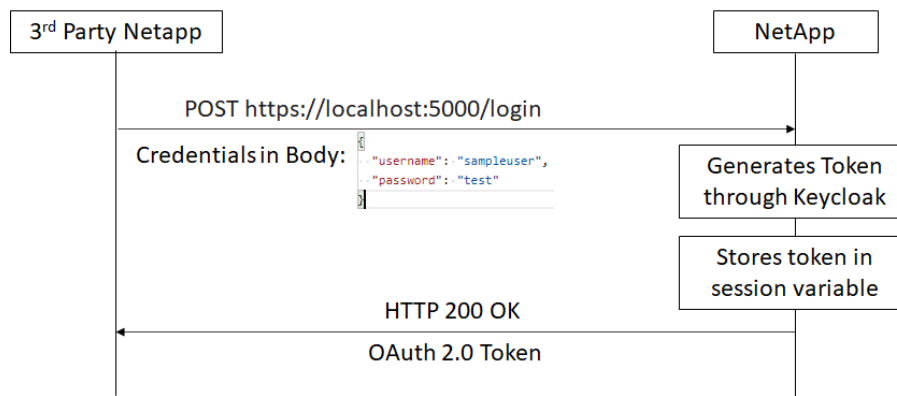 3rd Party Netapp
NetApp
POST https://localhost:5000/login
Credentials in Body:
{
"username": "sampleuser",
"password": "test"
}
Generates Token
through Keycloak
Stores token in
session variable
HTTP 200 OK
OAuth 2.0 Token